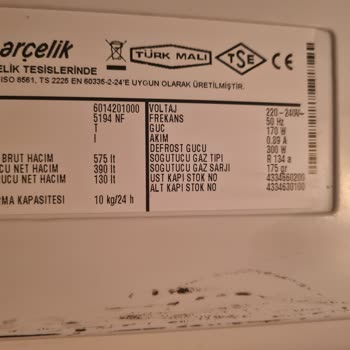 arçelik
TÜRK MALI
TSE
CE
ELİK TESİSLERİNDE
ISO 8561, TS 2225 EN 60335-2-24'E UYGUN OLARAK ÜRETİLMİŞTİR.
6014201000
5194 NF
T
I
BRUT HACIM 575 lt
NET HACIM 390 lt
UCU NET HACIM 130 lt
RMA KAPASITESI 10 kg/24 h
VOLTAJ 220-240V~
FREKANS 50 Hz
GUC 170 W
AKIM 0.89 A
DEFROST GUCU 300 W
SOGUTUCU GAZ TIPI R 134 a
SOGUTUCU GAZ SARJI 175 gr
UST KAPI STOK NO 4334660200
ALT KAPI STOK NO 4334630100